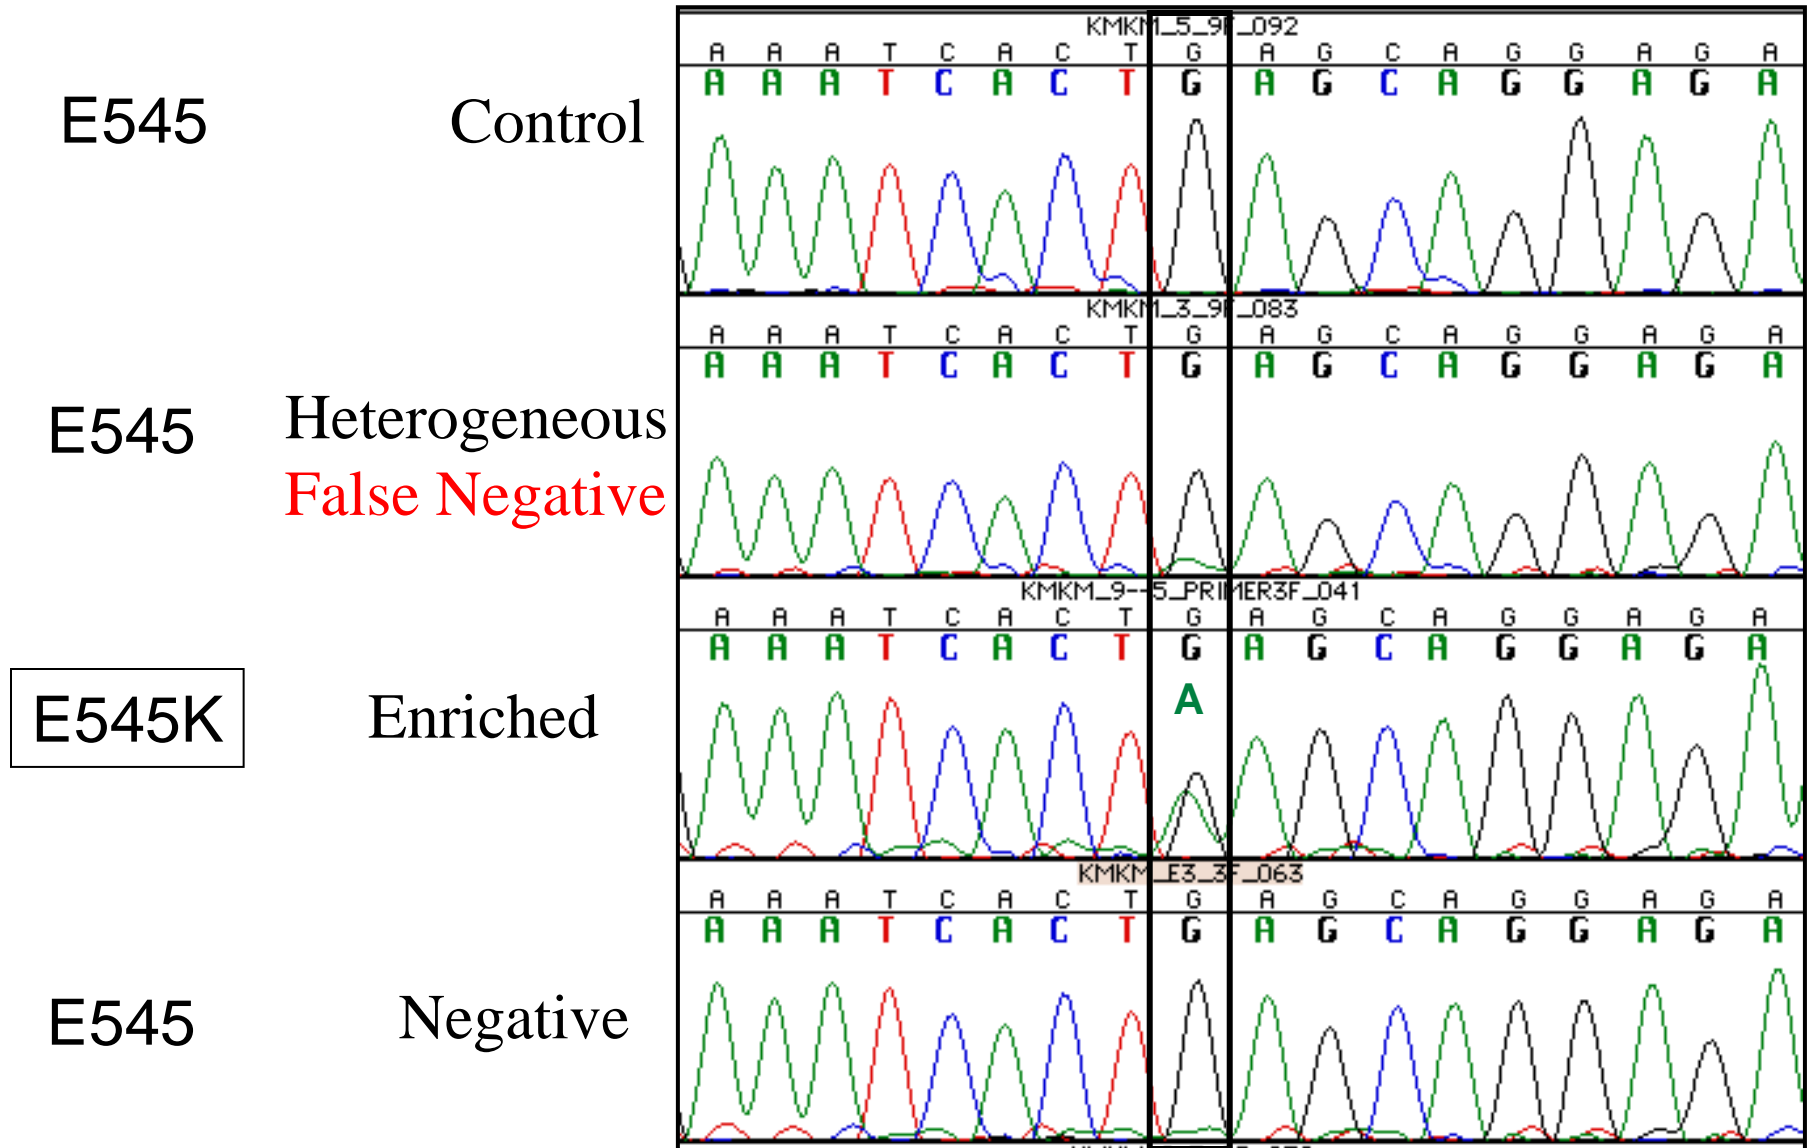 KMKM_5_9F_092
A A A T C A C T G A G C A G G A G A
A A A T C A C T G A G C A G G A G A
E545 Control
KMKM_3_9F_083
A A A T C A C T G A G C A G G A G A
A A A T C A C T G A G C A G G A G A
E545 Heterogeneous
False Negative
KMKM_9--5_PRIMER3F_041
A A A T C A C T G A G C A G G A G A
A A A T C A C T G A G C A G G A G A
A
E545K Enriched
KMKM_E3_3F_063
A A A T C A C T G A G C A G G A G A
A A A T C A C T G A G C A G G A G A
E545 Negative